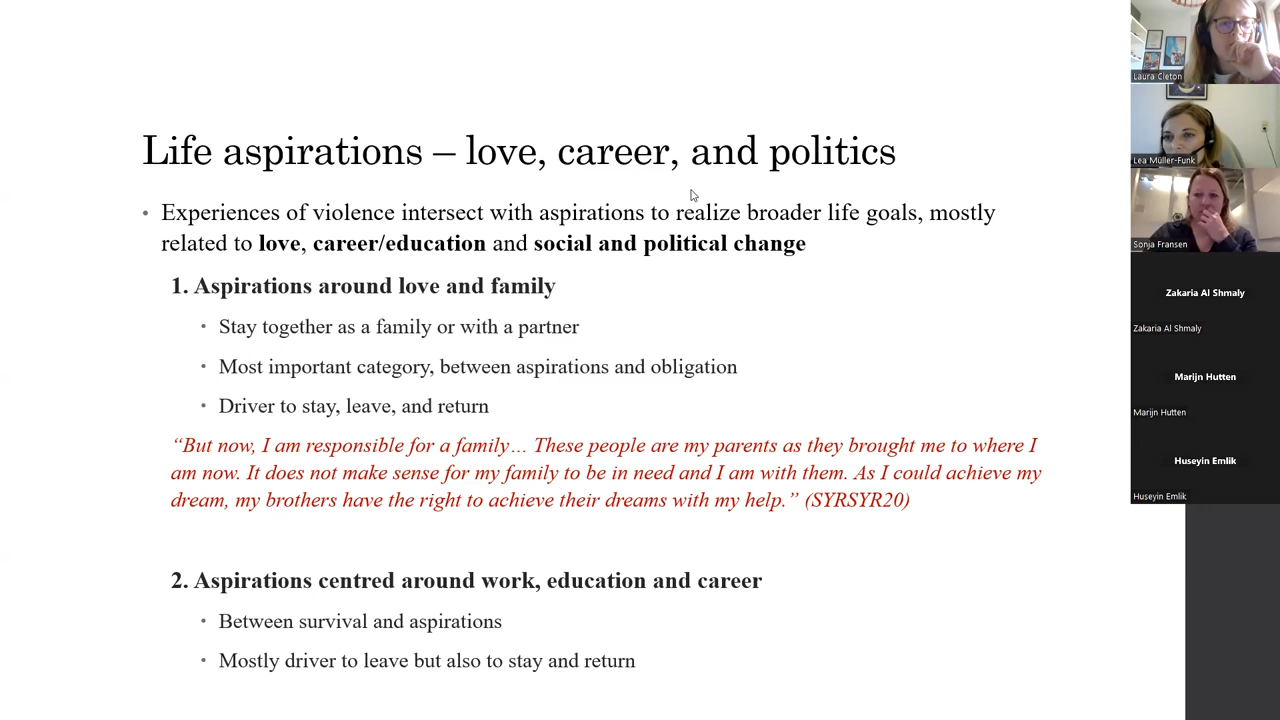 Life aspirations – love, career, and politics
• Experiences of violence intersect with aspirations to realize broader life goals, mostly
related to love, career/education and social and political change
1. Aspirations around love and family
• Stay together as a family or with a partner
• Most important category, between aspirations and obligation
• Driver to stay, leave, and return
“But now, I am responsible for a family… These people are my parents as they brought me to where I
am now. It does not make sense for my family to be in need and I am with them. As I could achieve my
dream, my brothers have the right to achieve their dreams with my help.” (SYRSYR20)
2. Aspirations centred around work, education and career
• Between survival and aspirations
• Mostly driver to leave but also to stay and return
Laura Cleton
Lea Müller-Funk
Sonja Fransen
Zakaria Al Shmaly
Zakaria Al Shmaly
Marijn Hutten
Marijn Hutten
Huseyin Emlik
Huseyin Emlik